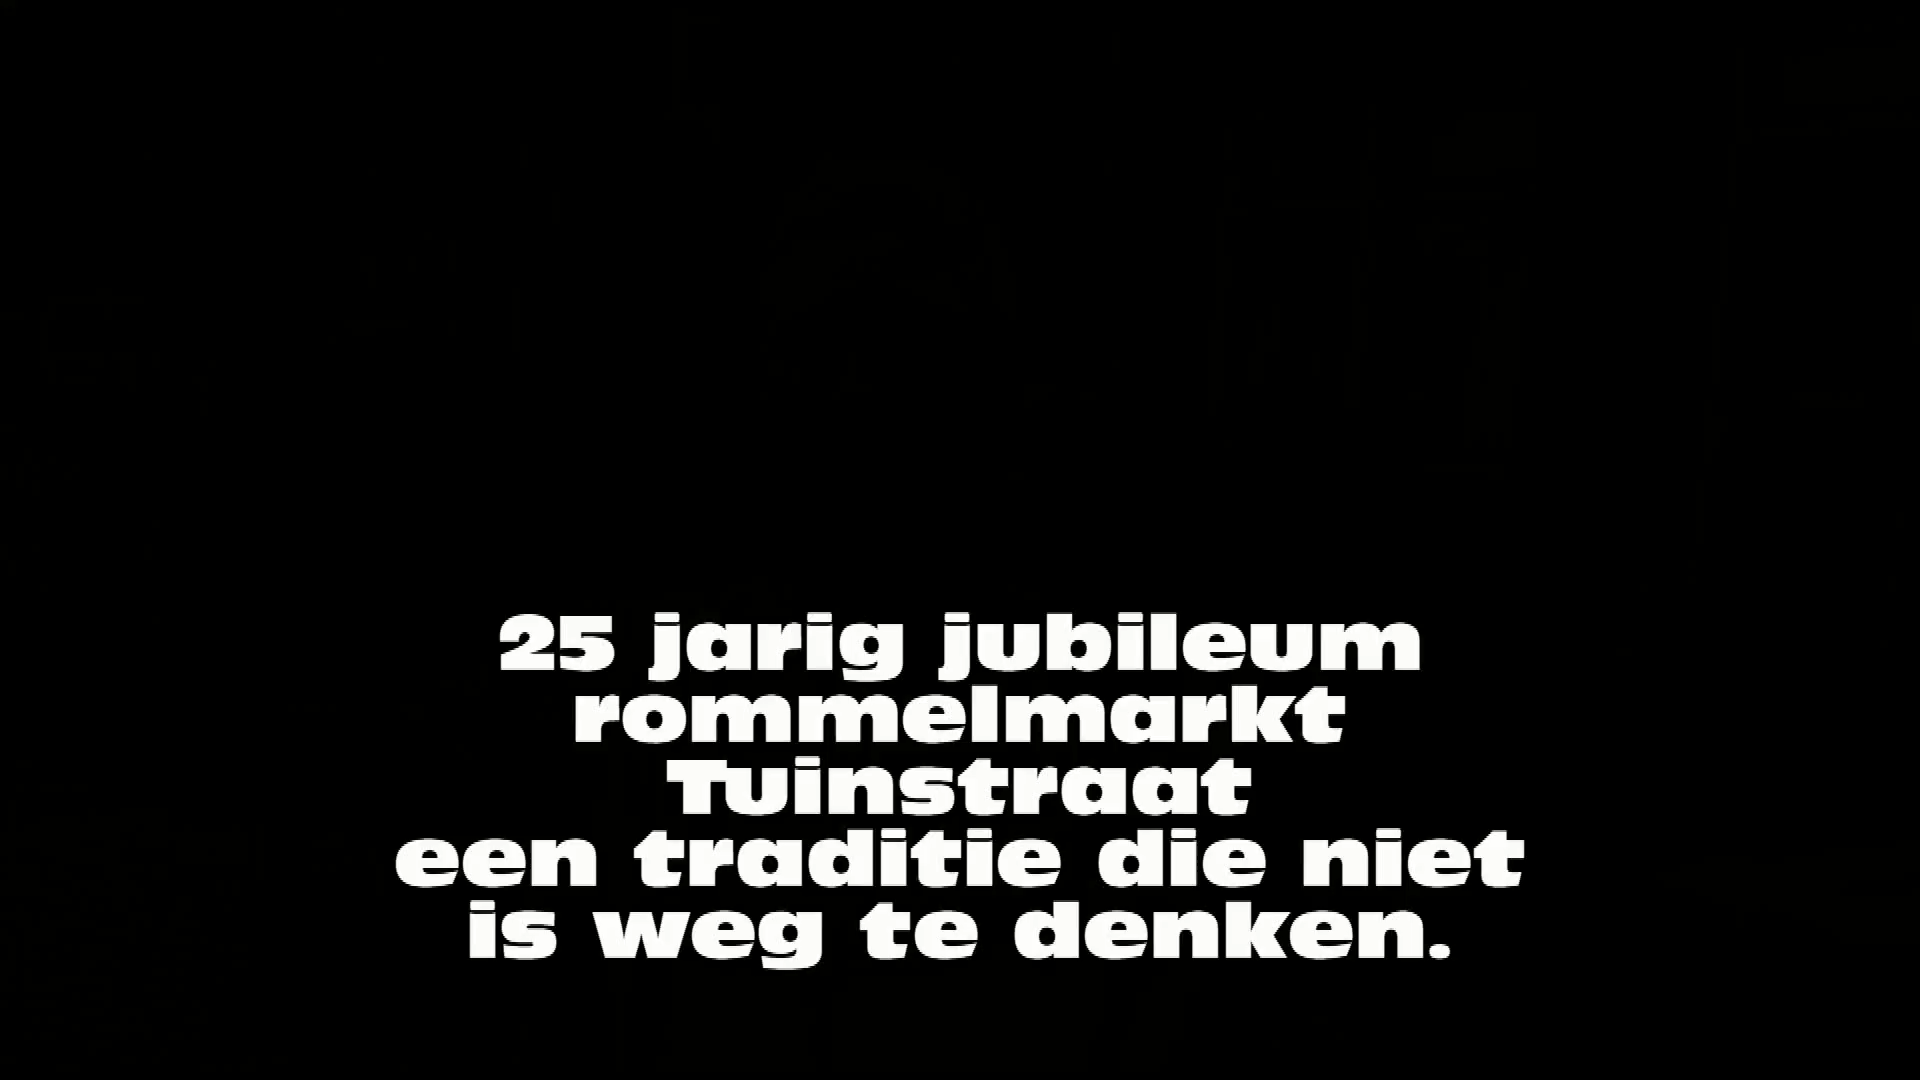 25 jarig jubileum
rommelmarkt
Tuinstraat
een traditie die niet
is weg te denken.